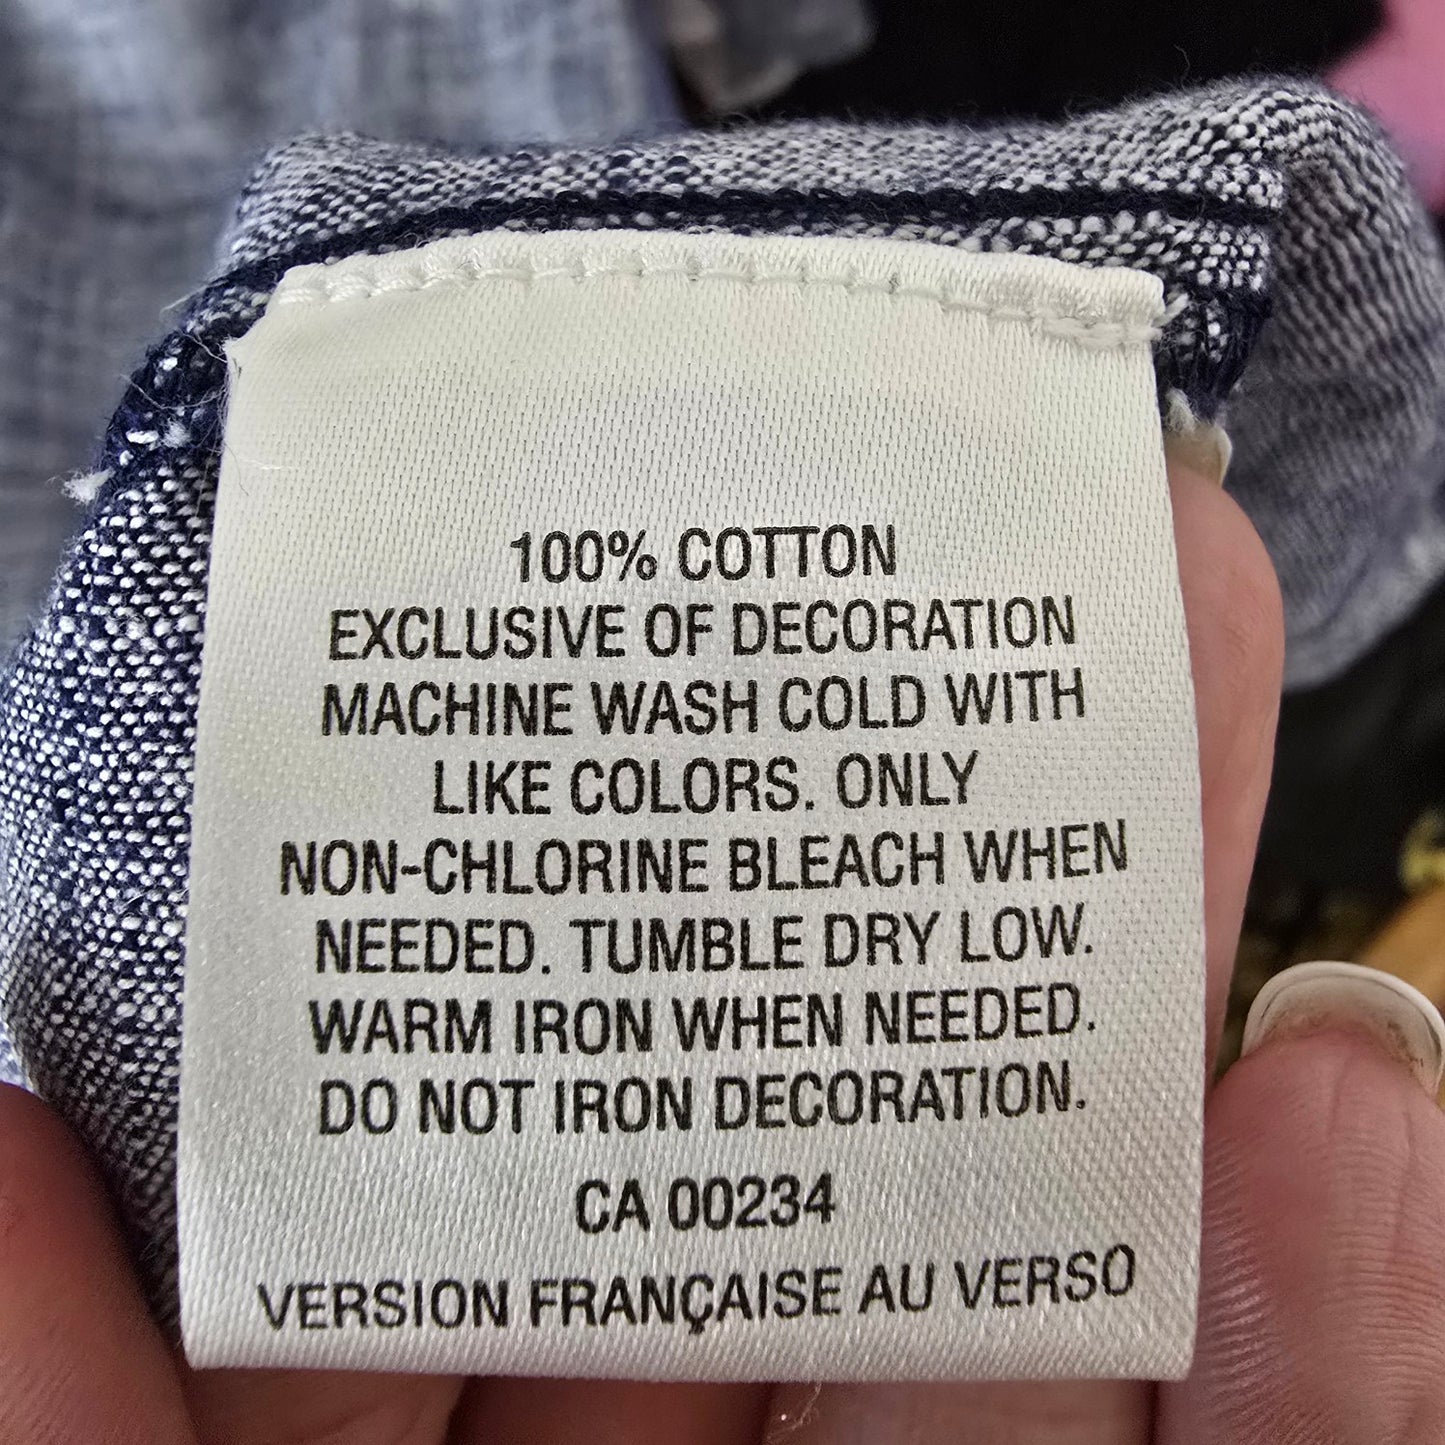 100% COTTON
EXCLUSIVE OF DECORATION
MACHINE WASH COLD WITH
LIKE COLORS. ONLY
NON-CHLORINE BLEACH WHEN
NEEDED. TUMBLE DRY LOW.
WARM IRON WHEN NEEDED.
DO NOT IRON DECORATION.
CA 00234
VERSION FRANÇAISE AU VERSO